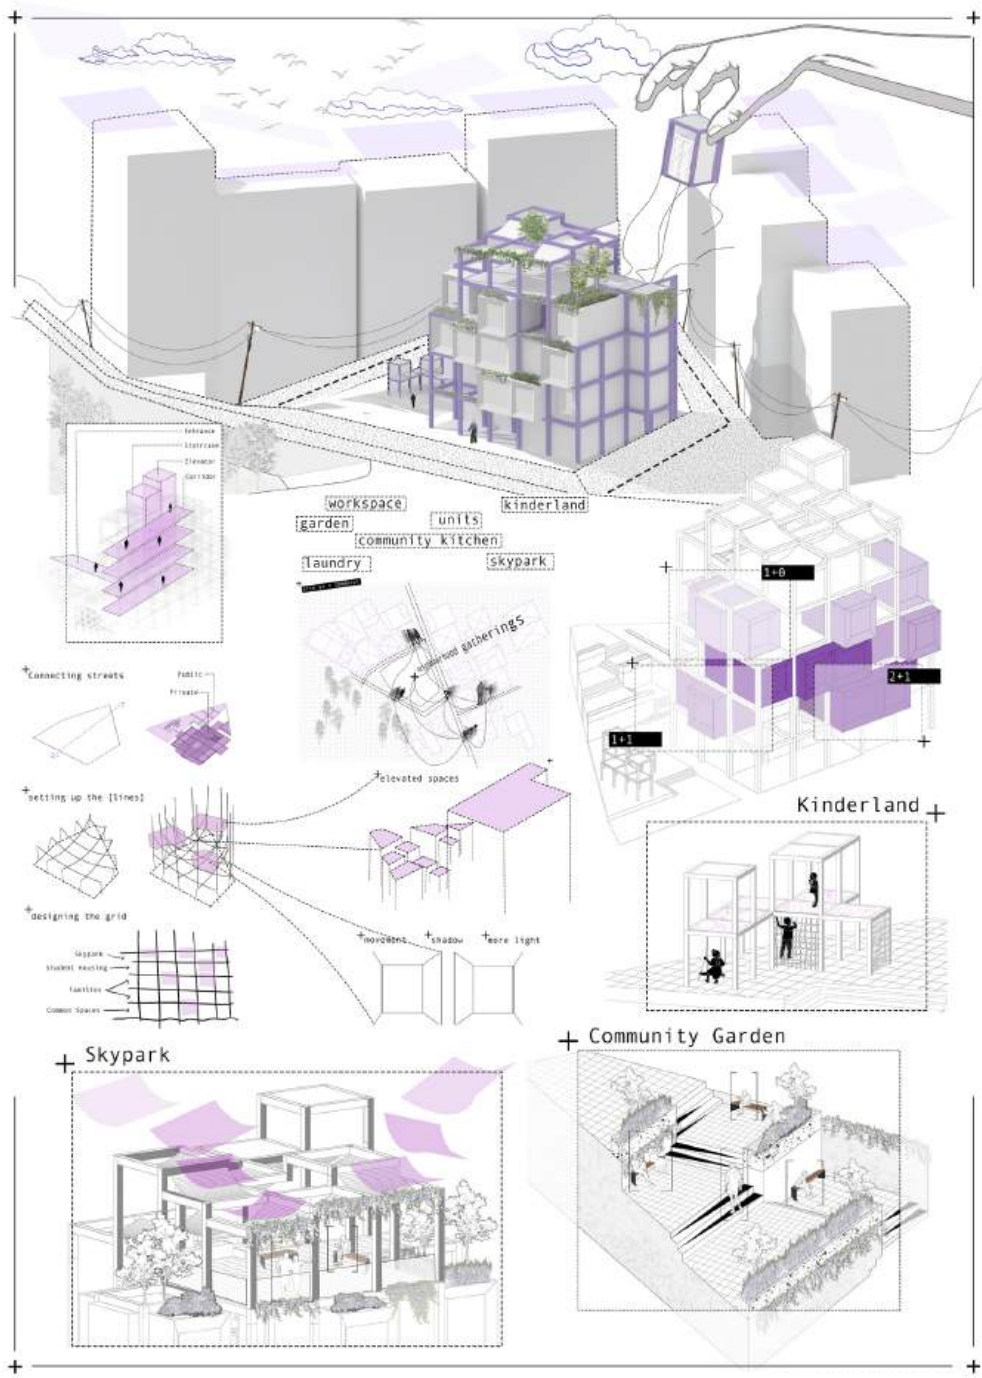 Entrance
Staircase
Elevator
Corridor
workspace
kinderland
garden
units
community kitchen
laundry
skypark
neighborhood gatherings
1+0
2+1
1+1
Connecting streets
Public
Private
setting up the [lines]
elevated spaces
designing the grid
Skypark
Student Housing
Families
Common Spaces
movement
shadow
more light
Kinderland
Skypark
Community Garden